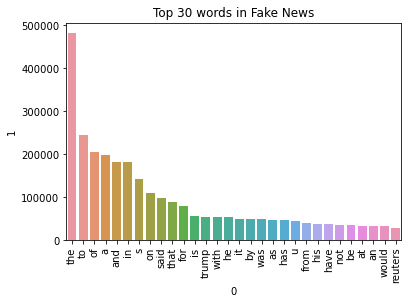 Top 30 words in Fake News
500000
400000
300000
200000
100000
0
1
the
to
of
a
and
in
s
on
said
that
for
is
trump
with
he
it
by
was
as
has
u
from
his
have
not
be
at
an
would
reuters
0